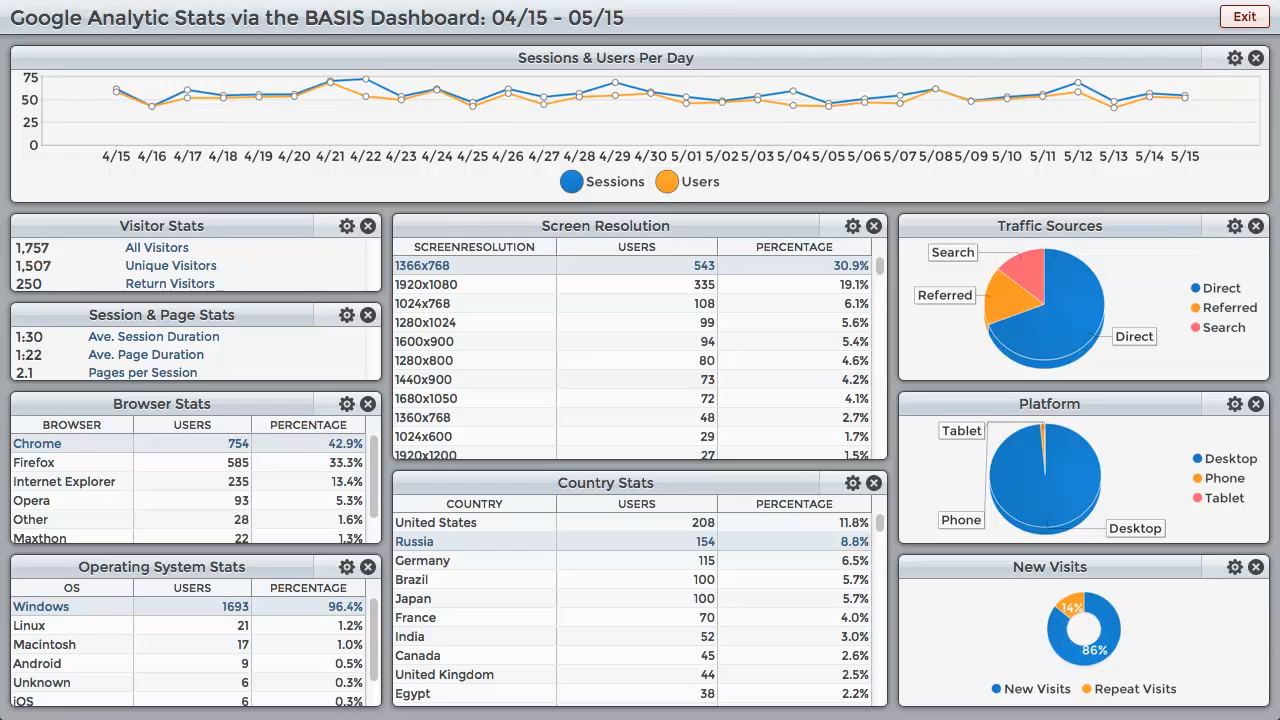 Google Analytic Stats via the BASIS Dashboard: 04/15 - 05/15
Exit
Sessions & Users Per Day
75
50
25
0
4/15 4/16 4/17 4/18 4/19 4/20 4/21 4/22 4/23 4/24 4/25 4/26 4/27 4/28 4/29 4/30 5/01 5/02 5/03 5/04 5/05 5/06 5/07 5/08 5/09 5/10 5/11 5/12 5/13 5/14 5/15
Sessions Users
Visitor Stats
1,757 All Visitors
1,507 Unique Visitors
250 Return Visitors
Session & Page Stats
1:30 Ave. Session Duration
1:22 Ave. Page Duration
2.1 Pages per Session
Browser Stats
BROWSER USERS PERCENTAGE
Chrome 754 42.9%
Firefox 585 33.3%
Internet Explorer 235 13.4%
Opera 93 5.3%
Other 28 1.6%
Maxthon 22 1.3%
Operating System Stats
OS USERS PERCENTAGE
Windows 1693 96.4%
Linux 21 1.2%
Macintosh 17 1.0%
Android 9 0.5%
Unknown 6 0.3%
iOS 6 0.3%
Screen Resolution
SCREENRESOLUTION USERS PERCENTAGE
1366x768 543 30.9%
1920x1080 335 19.1%
1024x768 108 6.1%
1280x1024 99 5.6%
1600x900 94 5.4%
1280x800 80 4.6%
1440x900 73 4.2%
1680x1050 72 4.1%
1360x768 48 2.7%
1024x600 29 1.7%
1920x1200 27 1.5%
Country Stats
COUNTRY USERS PERCENTAGE
United States 208 11.8%
Russia 154 8.8%
Germany 115 6.5%
Brazil 100 5.7%
Japan 100 5.7%
France 70 4.0%
India 52 3.0%
Canada 45 2.6%
United Kingdom 44 2.5%
Egypt 38 2.2%
Traffic Sources
Search
Referred
Direct
Direct
Referred
Search
Platform
Tablet
Phone
Desktop
Desktop
Phone
Tablet
New Visits
14%
86%
New Visits Repeat Visits